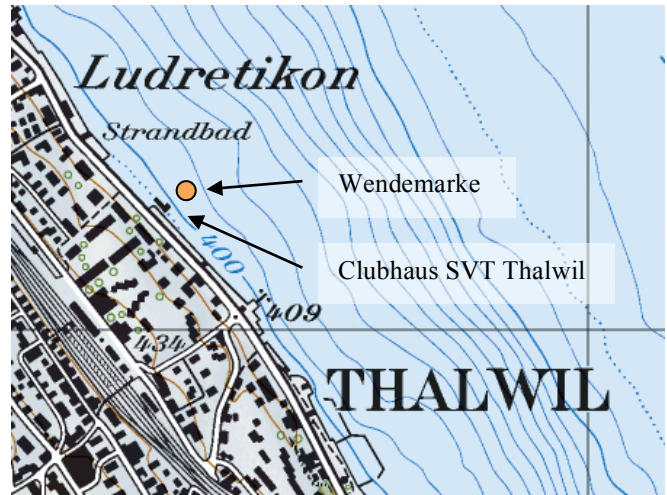 Ludretikon
Strandbad
Wendemarke
400
Clubhaus SVT Thalwil
409
434
THALWIL